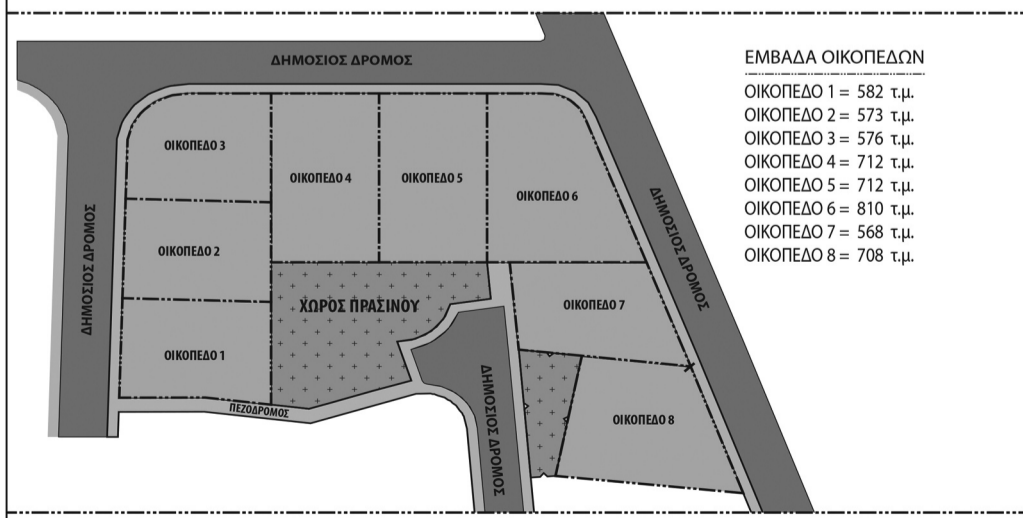 ΔΗΜΟΣΙΟΣ ΔΡΟΜΟΣ
ΟΙΚΟΠΕΔΟ 3
ΟΙΚΟΠΕΔΟ 4
ΟΙΚΟΠΕΔΟ 5
ΟΙΚΟΠΕΔΟ 6
ΔΗΜΟΣΙΟΣ ΔΡΟΜΟΣ
ΔΗΜΟΣΙΟΣ ΔΡΟΜΟΣ
ΟΙΚΟΠΕΔΟ 2
ΧΩΡΟΣ ΠΡΑΣΙΝΟΥ
ΟΙΚΟΠΕΔΟ 7
ΟΙΚΟΠΕΔΟ 1
ΠΕΖΟΔΡΟΜΟΣ
ΔΗΜΟΣΙΟΣ ΔΡΟΜΟΣ
ΟΙΚΟΠΕΔΟ 8
ΕΜΒΑΔΑ ΟΙΚΟΠΕΔΩΝ
ΟΙΚΟΠΕΔΟ 1 = 582 τ.μ.
ΟΙΚΟΠΕΔΟ 2 = 573 τ.μ.
ΟΙΚΟΠΕΔΟ 3 = 576 τ.μ.
ΟΙΚΟΠΕΔΟ 4 = 712 τ.μ.
ΟΙΚΟΠΕΔΟ 5 = 712 τ.μ.
ΟΙΚΟΠΕΔΟ 6 = 810 τ.μ.
ΟΙΚΟΠΕΔΟ 7 = 568 τ.μ.
ΟΙΚΟΠΕΔΟ 8 = 708 τ.μ.